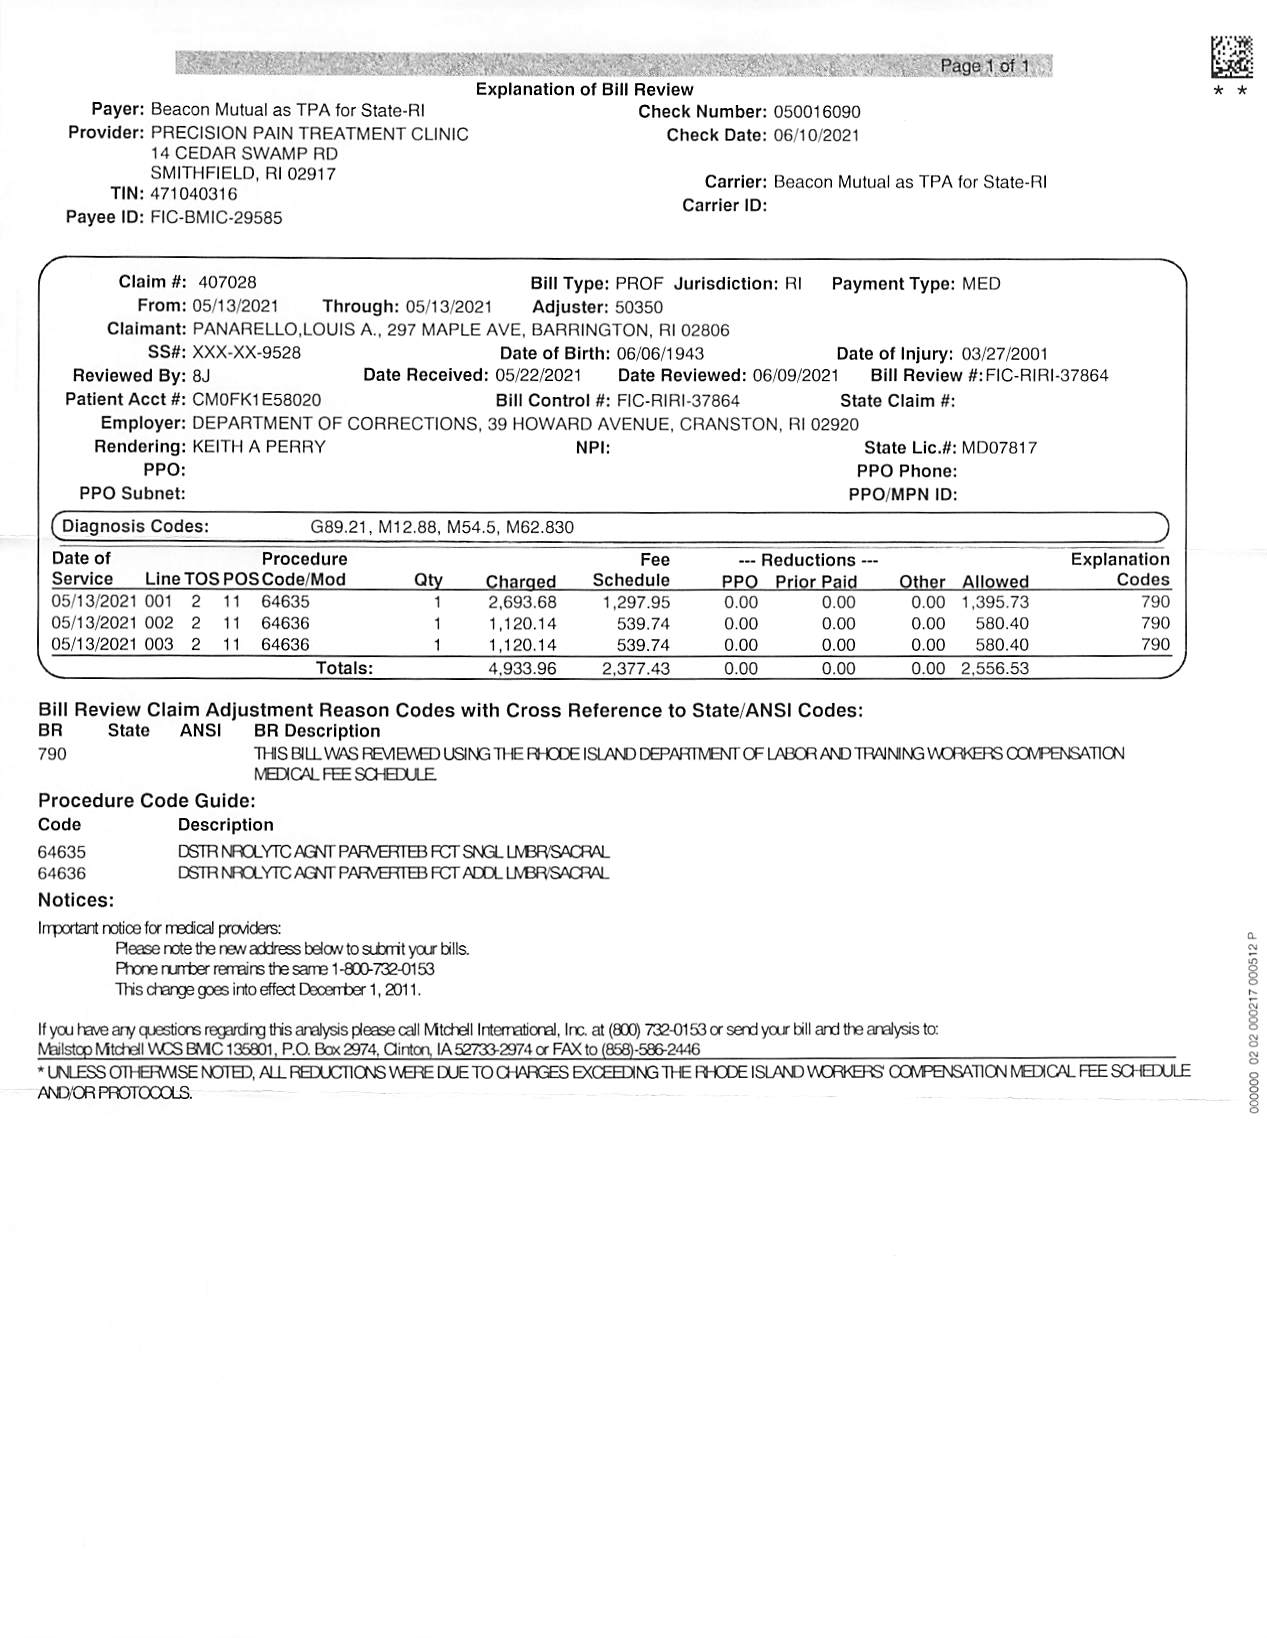 Page 1 of 1
* *
Explanation of Bill Review
Payer: Beacon Mutual as TPA for State-RI Check Number: 050016090
Provider: PRECISION PAIN TREATMENT CLINIC Check Date: 06/10/2021
14 CEDAR SWAMP RD
SMITHFIELD, RI 02917 Carrier: Beacon Mutual as TPA for State-RI
TIN: 471040316 Carrier ID:
Payee ID: FIC-BMIC-29585
Claim #: 407028 Bill Type: PROF Jurisdiction: RI Payment Type: MED
From: 05/13/2021 Through: 05/13/2021 Adjuster: 50350
Claimant: PANARELLO,LOUIS A., 297 MAPLE AVE, BARRINGTON, RI 02806
SS#: XXX-XX-9528 Date of Birth: 06/06/1943 Date of Injury: 03/27/2001
Reviewed By: 8J Date Received: 05/22/2021 Date Reviewed: 06/09/2021 Bill Review #: FIC-RIRI-37864
Patient Acct #: CM0FK1E58020 Bill Control #: FIC-RIRI-37864 State Claim #:
Employer: DEPARTMENT OF CORRECTIONS, 39 HOWARD AVENUE, CRANSTON, RI 02920
Rendering: KEITH A PERRY NPI: State Lic.#: MD07817
PPO: PPO Phone:
PPO Subnet: PPO/MPN ID:
Diagnosis Codes: G89.21, M12.88, M54.5, M62.830
Date of Procedure Fee --- Reductions --- Explanation
Service Line TOS POS Code/Mod Qty Charged Schedule PPO Prior Paid Other Allowed Codes
05/13/2021 001 2 11 64635 1 2,693.68 1,297.95 0.00 0.00 0.00 1,395.73 790
05/13/2021 002 2 11 64636 1 1,120.14 539.74 0.00 0.00 0.00 580.40 790
05/13/2021 003 2 11 64636 1 1,120.14 539.74 0.00 0.00 0.00 580.40 790
Totals: 4,933.96 2,377.43 0.00 0.00 0.00 2,556.53
Bill Review Claim Adjustment Reason Codes with Cross Reference to State/ANSI Codes:
BR State ANSI BR Description
790 THIS BILL WAS REVIEWED USING THE RHODE ISLAND DEPARTMENT OF LABOR AND TRAINING WORKERS COMPENSATION
MEDICAL FEE SCHEDULE.
Procedure Code Guide:
Code Description
64635 DSTR NROLYTC AGNT PARVERTEB FCT SNGL LMBR/SACRAL
64636 DSTR NROLYTC AGNT PARVERTEB FCT ADDL LMBR/SACRAL
Notices:
Important notice for medical providers:
Please note the new address below to submit your bills.
Phone number remains the same 1-800-732-0153
This change goes into effect December 1, 2011.
If you have any questions regarding this analysis please call Mitchell International, Inc. at (800) 732-0153 or send your bill and the analysis to:
Mailstop Mitchell WCS BMIC 135801, P.O. Box 2974, Clinton, IA 52733-2974 or FAX to (858)-586-2446
* UNLESS OTHERWISE NOTED, ALL REDUCTIONS WERE DUE TO CHARGES EXCEEDING THE RHODE ISLAND WORKERS' COMPENSATION MEDICAL FEE SCHEDULE
AND/OR PROTOCOLS.
000000 02 02 000217 000512 P